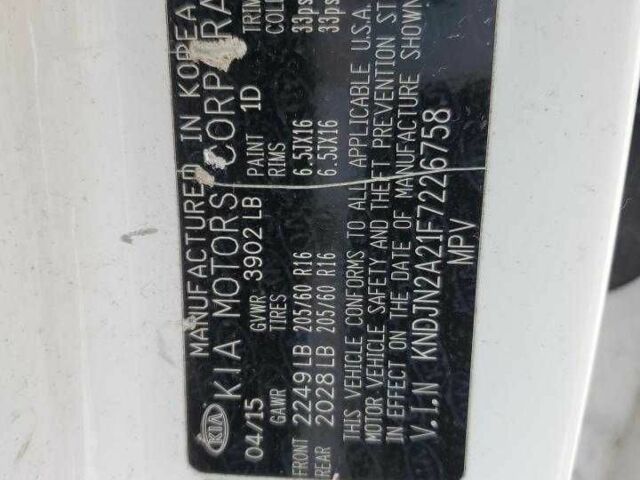 MANUFACTURED IN KOREA
KIA KIA MOTORS CORPORA
04/15 GVWR 3902 LB PAINT 1D TRIM
GAWR TIRES RIMS COLD
FRONT 2249 LB 205/60 R16 6.5JX16 33ps
REAR 2028 LB 205/60 R16 6.5JX16 33ps
THIS VEHICLE CONFORMS TO ALL APPLICABLE U.S.A.
MOTOR VEHICLE SAFETY AND THEFT PREVENTION ST
IN EFFECT ON THE DATE OF MANUFACTURE SHOWN
V.I.N KNDJN2A21F7226758
MPV